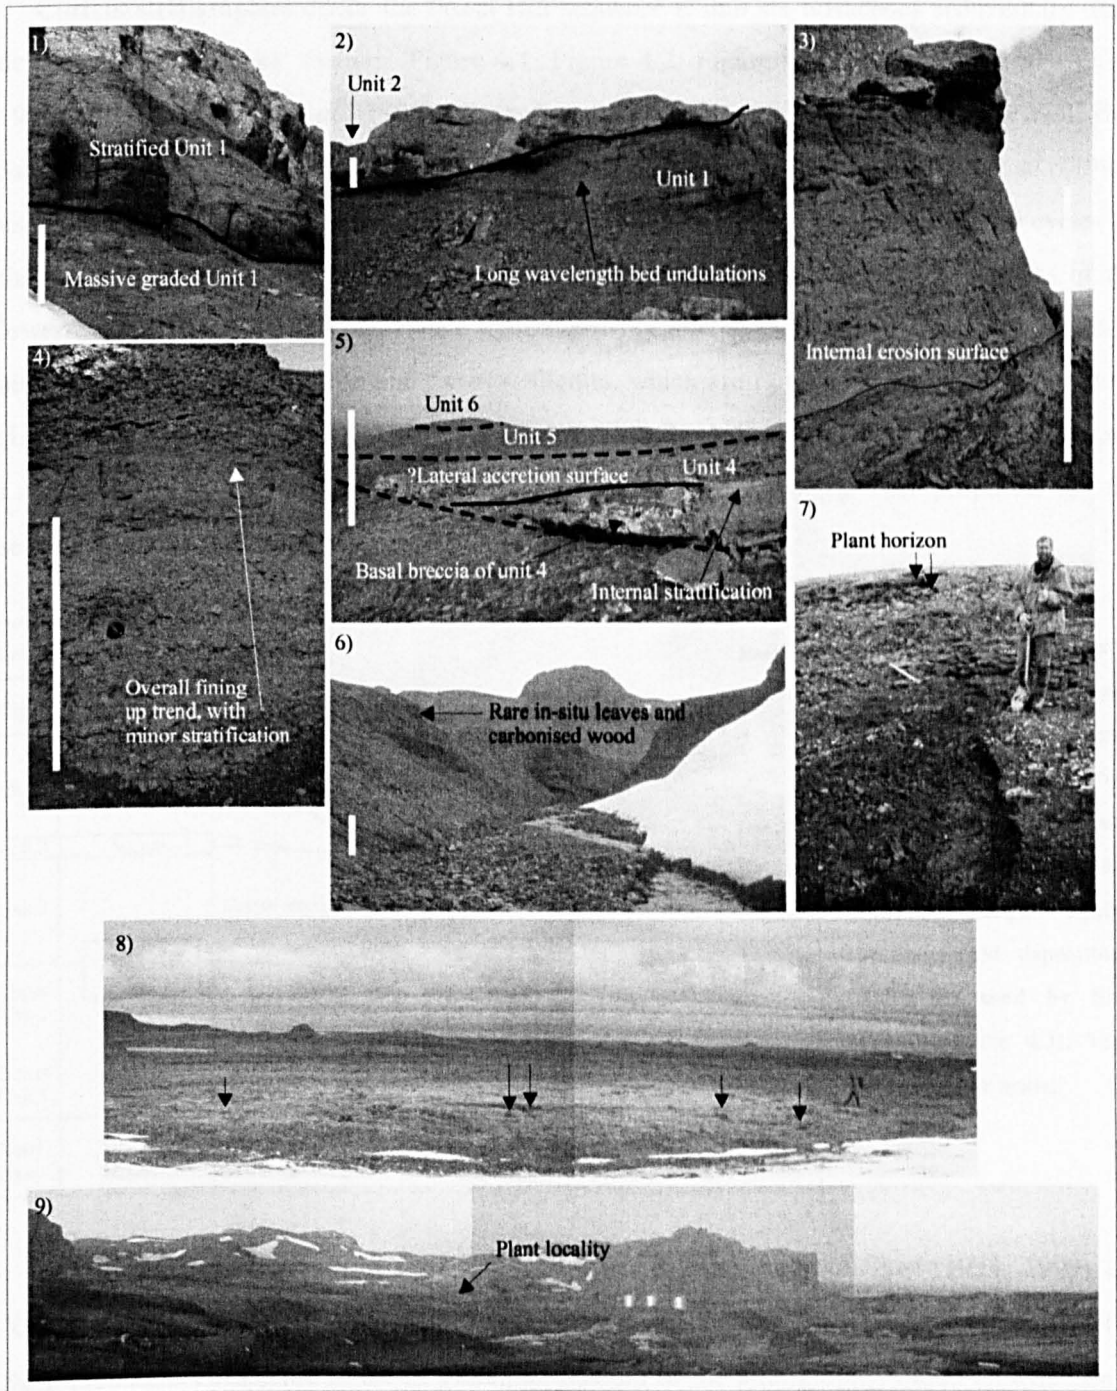 1)
Stratified Unit 1
Massive graded Unit 1
2)
Unit 2
Unit 1
Long wavelength bed undulations
3)
Internal erosion surface
4)
Overall fining
up trend, with
minor stratification
5)
Unit 6
Unit 5
?Lateral accretion surface
Unit 4
Basal breccia of unit 4
Internal stratification
6)
Rare in-situ leaves and
carbonised wood
7)
Plant horizon
8)
9)
Plant locality